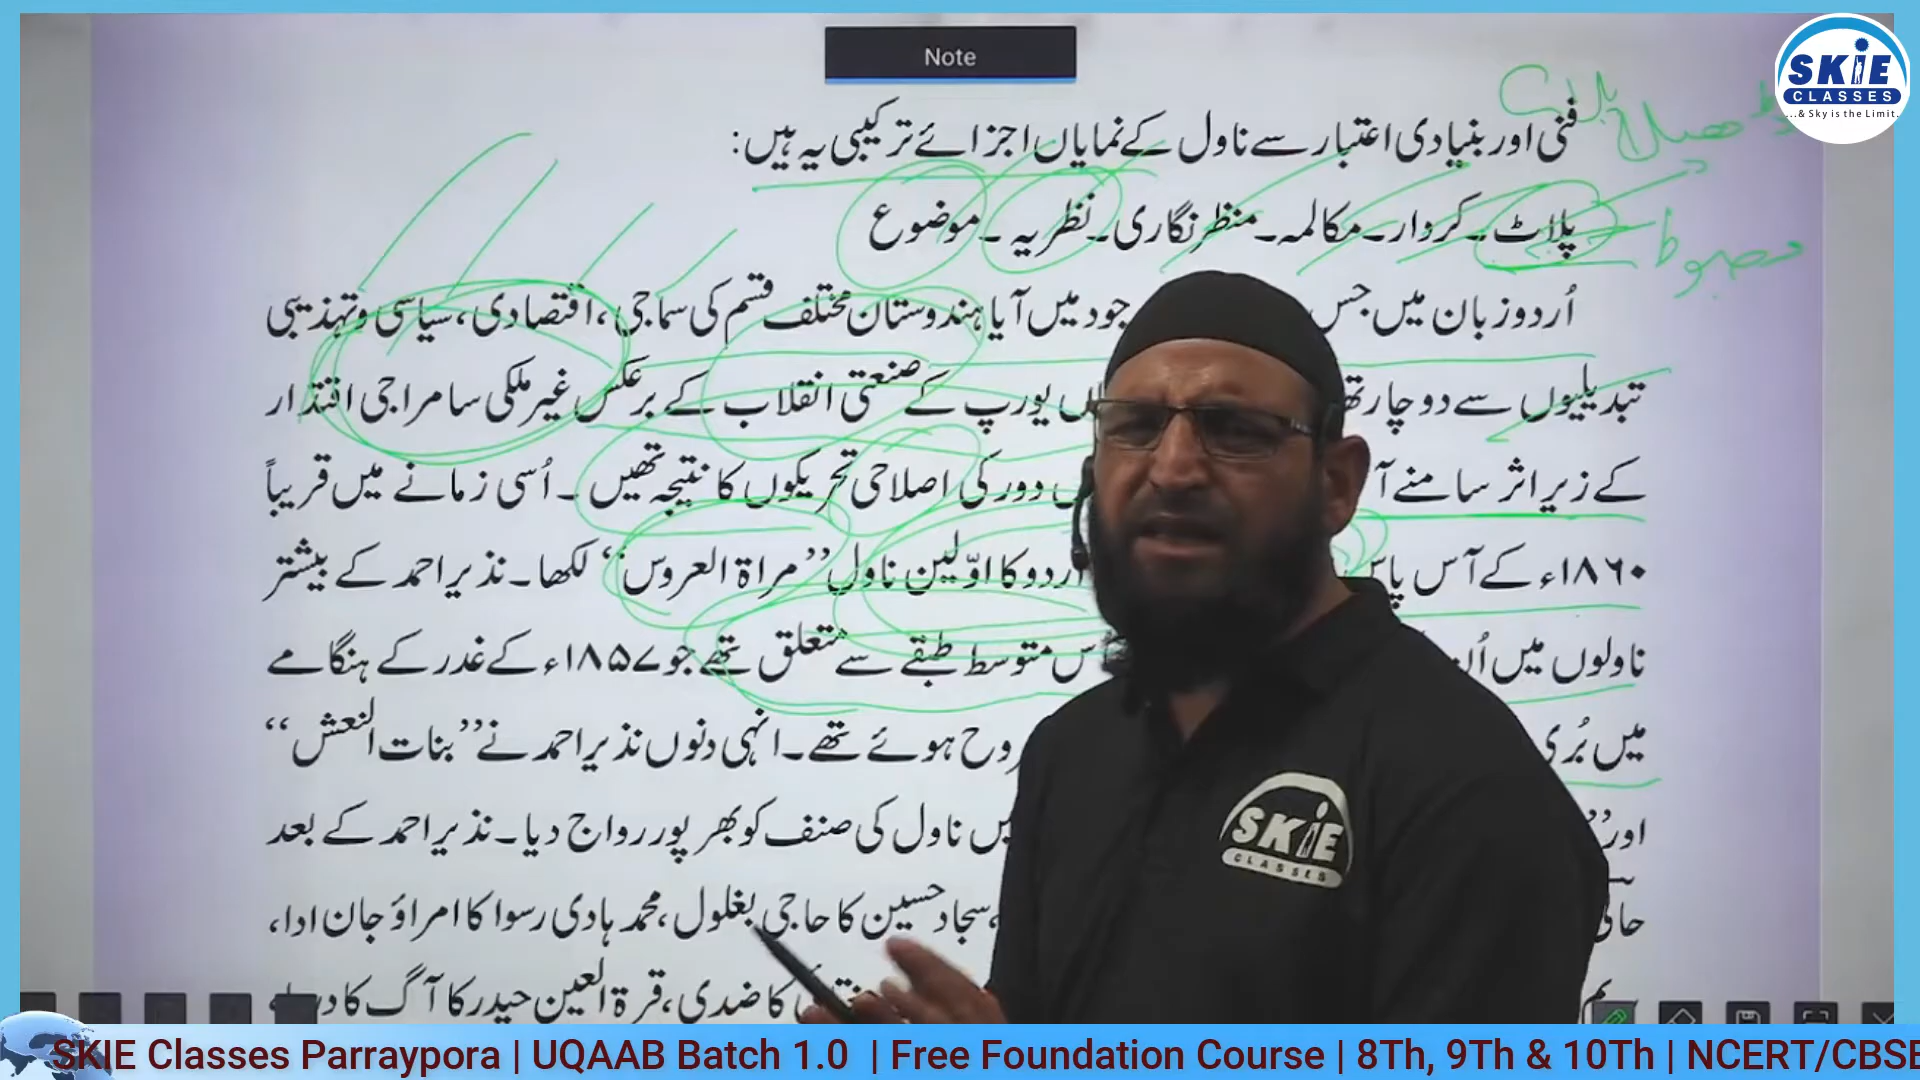 Note
SKIE
CLASSES
...& Sky is the Limit.
فنی اور بنیادی اعتبار سے ناول کے نمایاں اجزائے ترکیبی یہ ہیں:
پلاٹ۔ کردار۔ مکالمہ۔ منظر نگاری۔ نظریہ ۔ موضوع
اُردو زبان میں جس جود میں آیا ہندوستان مختلف قسم کی سماجی، اقتصادی، سیاسی و تہذیبی
تبدیلیوں سے دوچار تھ یورپ کے صنعتی انقلاب کے برعکس غیر ملکی سامراجی اقتدار
کے زیر اثر سامنے آ دور کی اصلاحی تحریکوں کا نتیجہ تھیں ۔ اُسی زمانے میں قریباً
۱۸۶۰ء کے آس پاس اردو کا اوّلین ناول ’’مراۃ العروس‘‘ لکھا۔ نذیر احمد کے بیشتر
ناولوں میں اُن اُس متوسط طبقے سے متعلق تھے جو ۱۸۵۷ء کے غدر کے ہنگامے
میں بُری روح ہوئے تھے۔ انہی دنوں نذیر احمد نے ’’بنات النعش‘‘
اور’’ میں ناول کی صنف کو بھر پور رواج دیا۔ نذیر احمد کے بعد
حالی ، سجاد حسین کا حاجی بغلول، محمد ہادی رسوا کا امراؤ جان ادا،
کا ضدی، قرۃ العین حیدر کا آگ کا
SKIE
CLASSES
SKIE Classes Parraypora | UQAAB Batch 1.0 | Free Foundation Course | 8Th, 9Th & 10Th | NCERT/CBSE